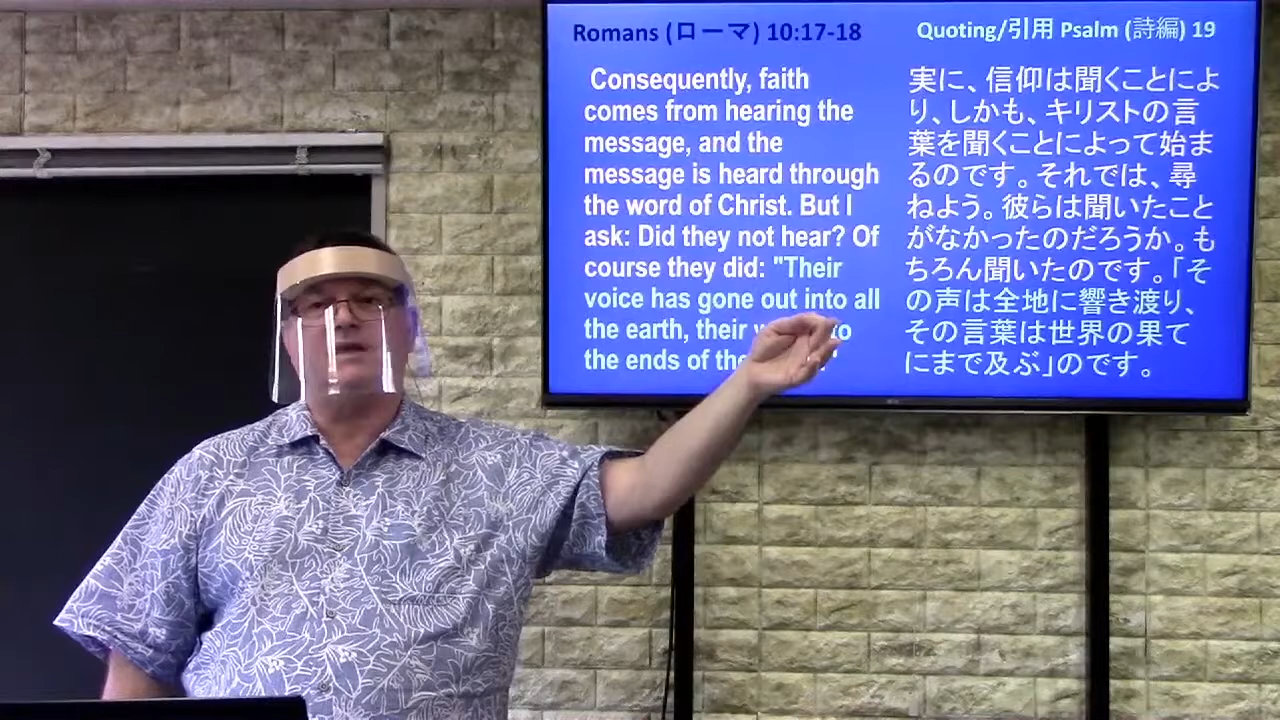 Romans (ローマ) 10:17-18
Quoting/引用 Psalm (詩編) 19
Consequently, faith
comes from hearing the
message, and the
message is heard through
the word of Christ. But I
ask: Did they not hear? Of
course they did: "Their
voice has gone out into all
the earth, their to
the ends of the
実に、信仰は聞くことによ
り、しかも、キリストの言
葉を聞くことによって始ま
るのです。それでは、尋
ねよう。彼らは聞いたこと
がなかったのだろうか。も
ちろん聞いたのです。「そ
の声は全地に響き渡り、
その言葉は世界の果て
にまで及ぶ」のです。